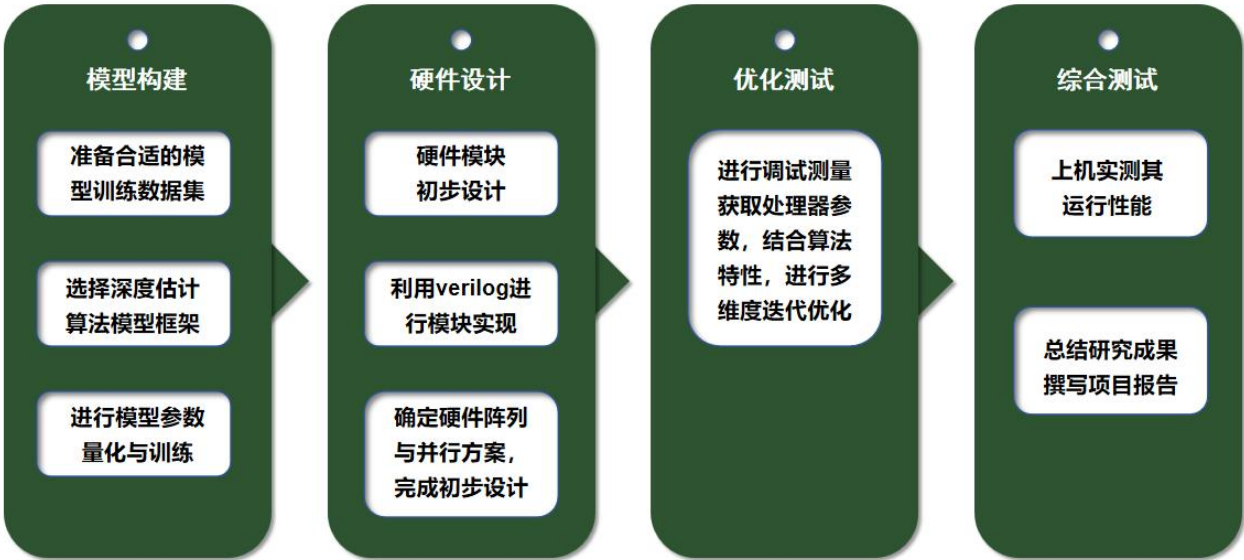 模型构建
准备合适的模
型训练数据集
选择深度估计
算法模型框架
进行模型参数
量化与训练
硬件设计
硬件模块
初步设计
利用verilog进
行模块实现
确定硬件阵列
与并行方案，
完成初步设计
优化测试
进行调试测量
获取处理器参
数，结合算法
特性，进行多
维度迭代优化
综合测试
上机实测其
运行性能
总结研究成果
撰写项目报告